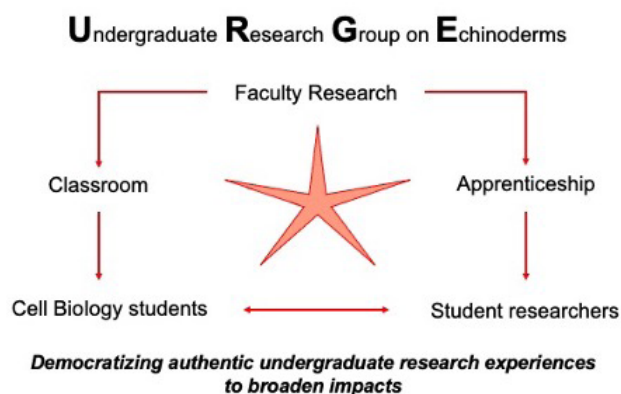 Undergraduate Research Group on Echinoderms
Faculty Research
Classroom
Apprenticeship
Cell Biology students
Student researchers
Democratizing authentic undergraduate research experiences
to broaden impacts